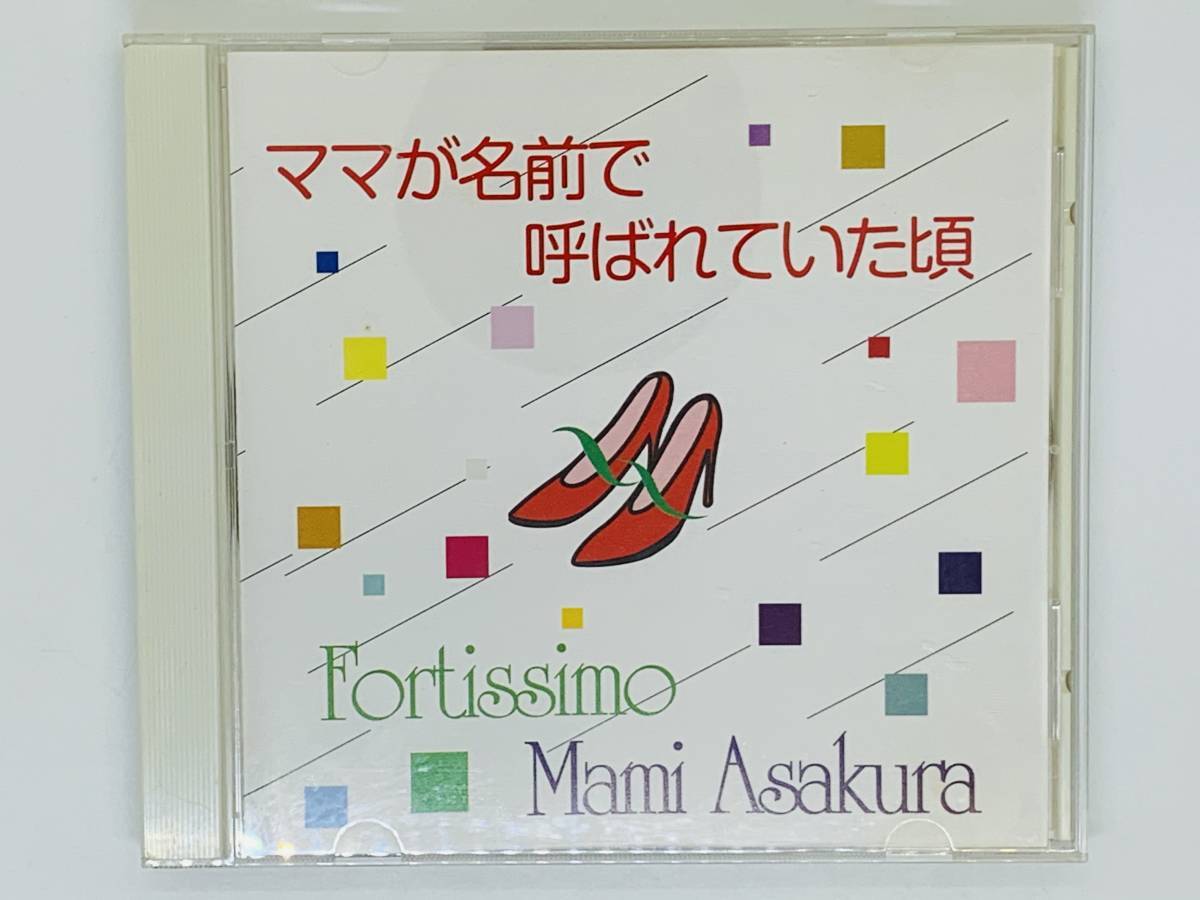 ママが名前で
呼ばれていた頃
Fortissimo
Mami Asakura